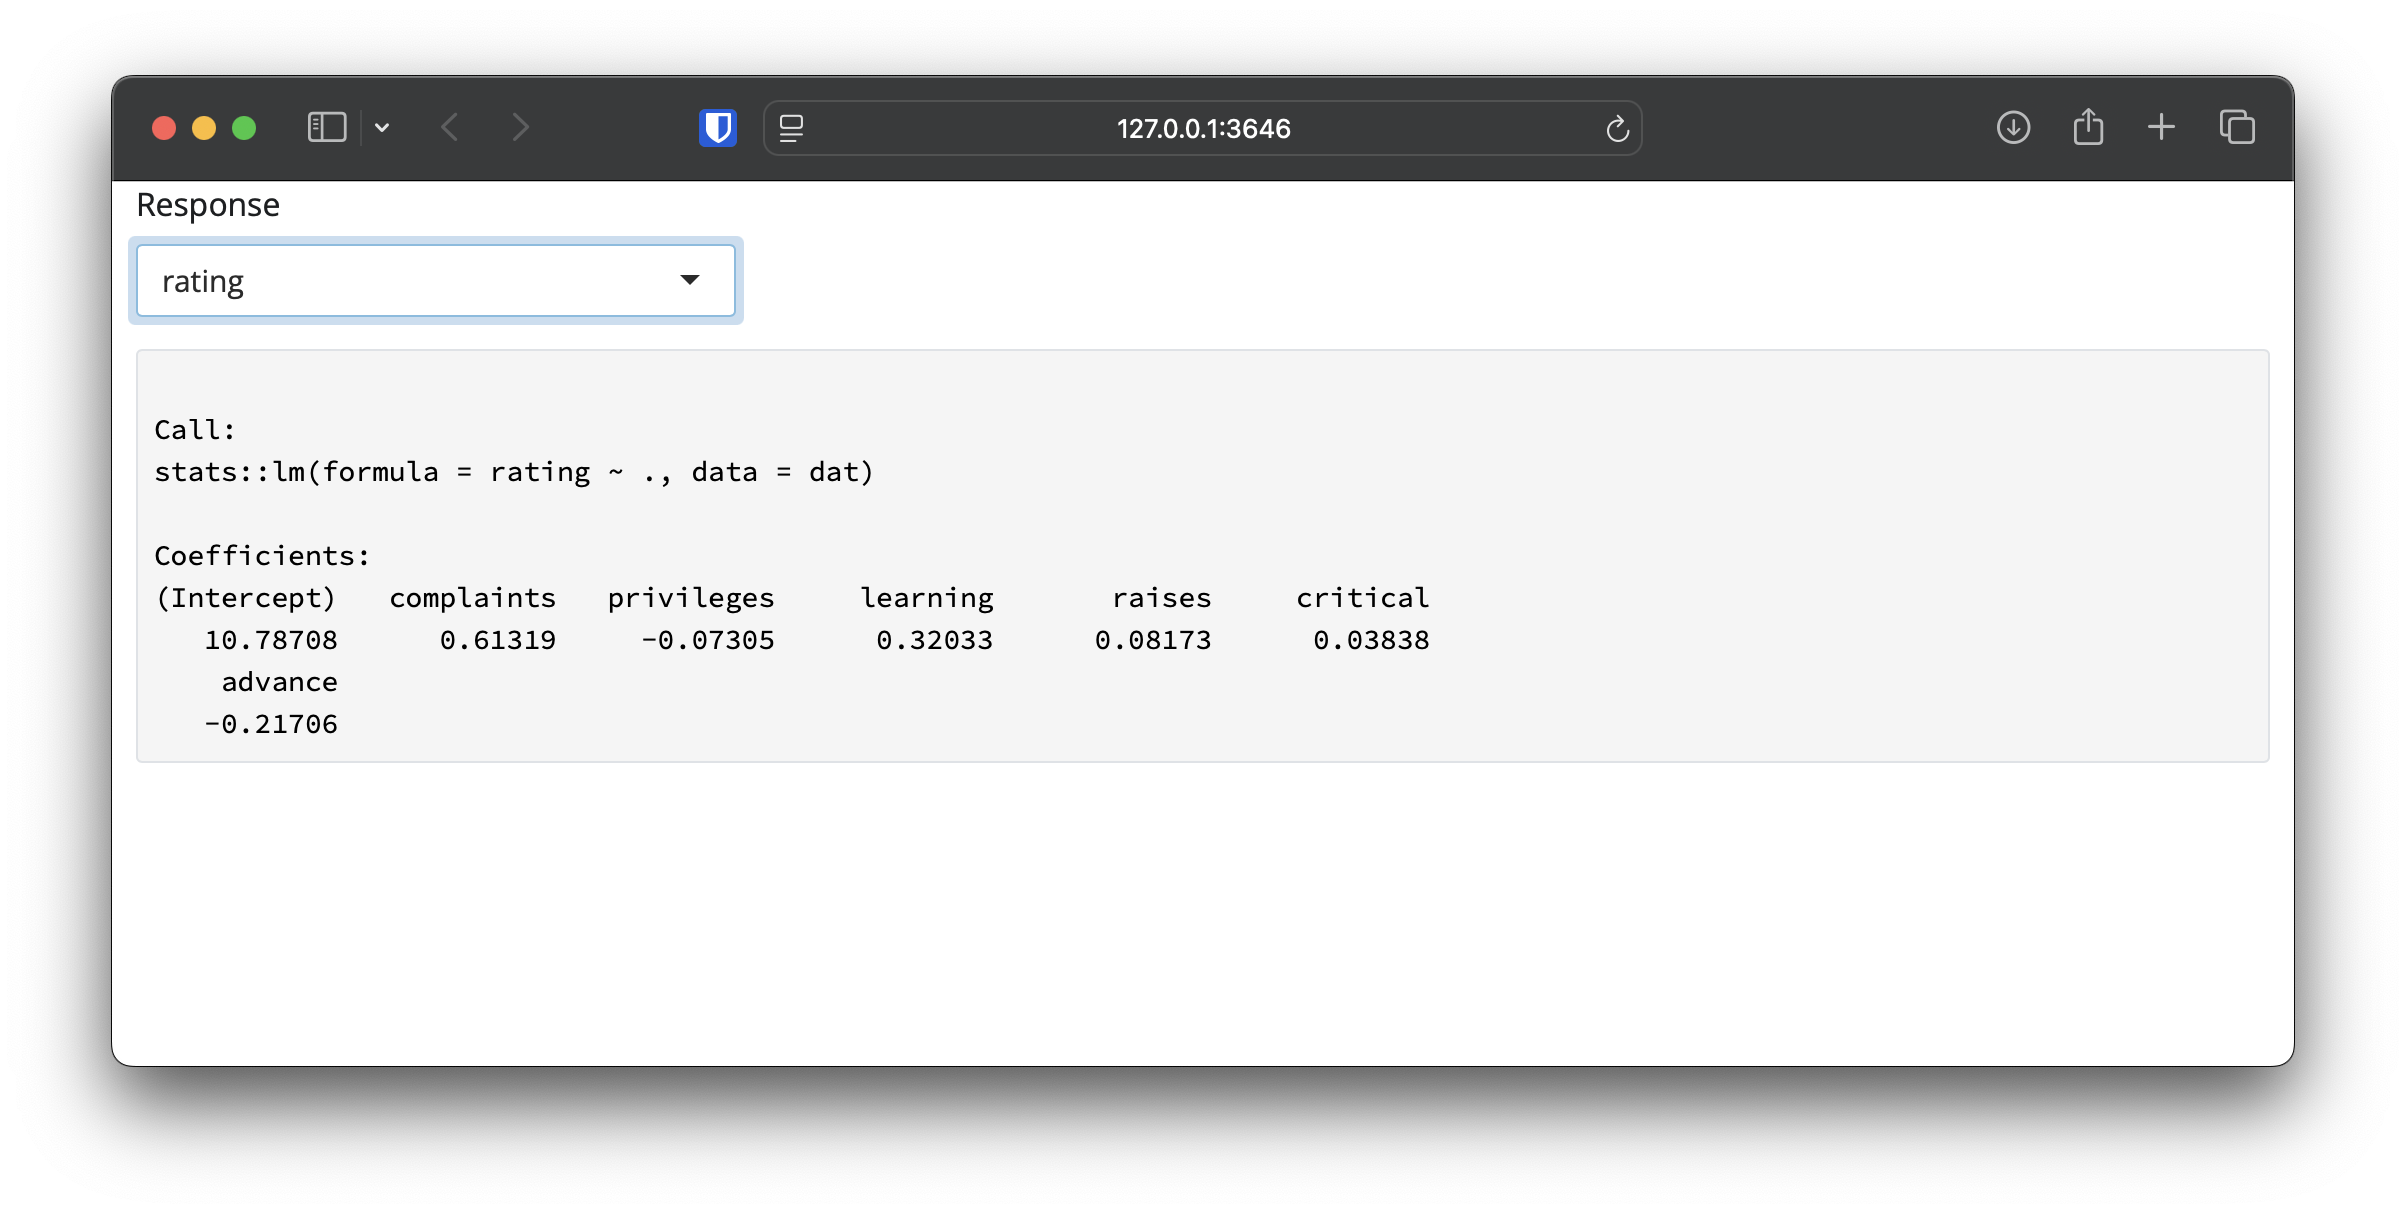 127.0.0.1:3646
Response
rating
Call:
stats::lm(formula = rating ~ ., data = dat)
Coefficients:
(Intercept)   complaints   privileges     learning       raises     critical
   10.78708      0.61319     -0.07305      0.32033      0.08173      0.03838
    advance
   -0.21706